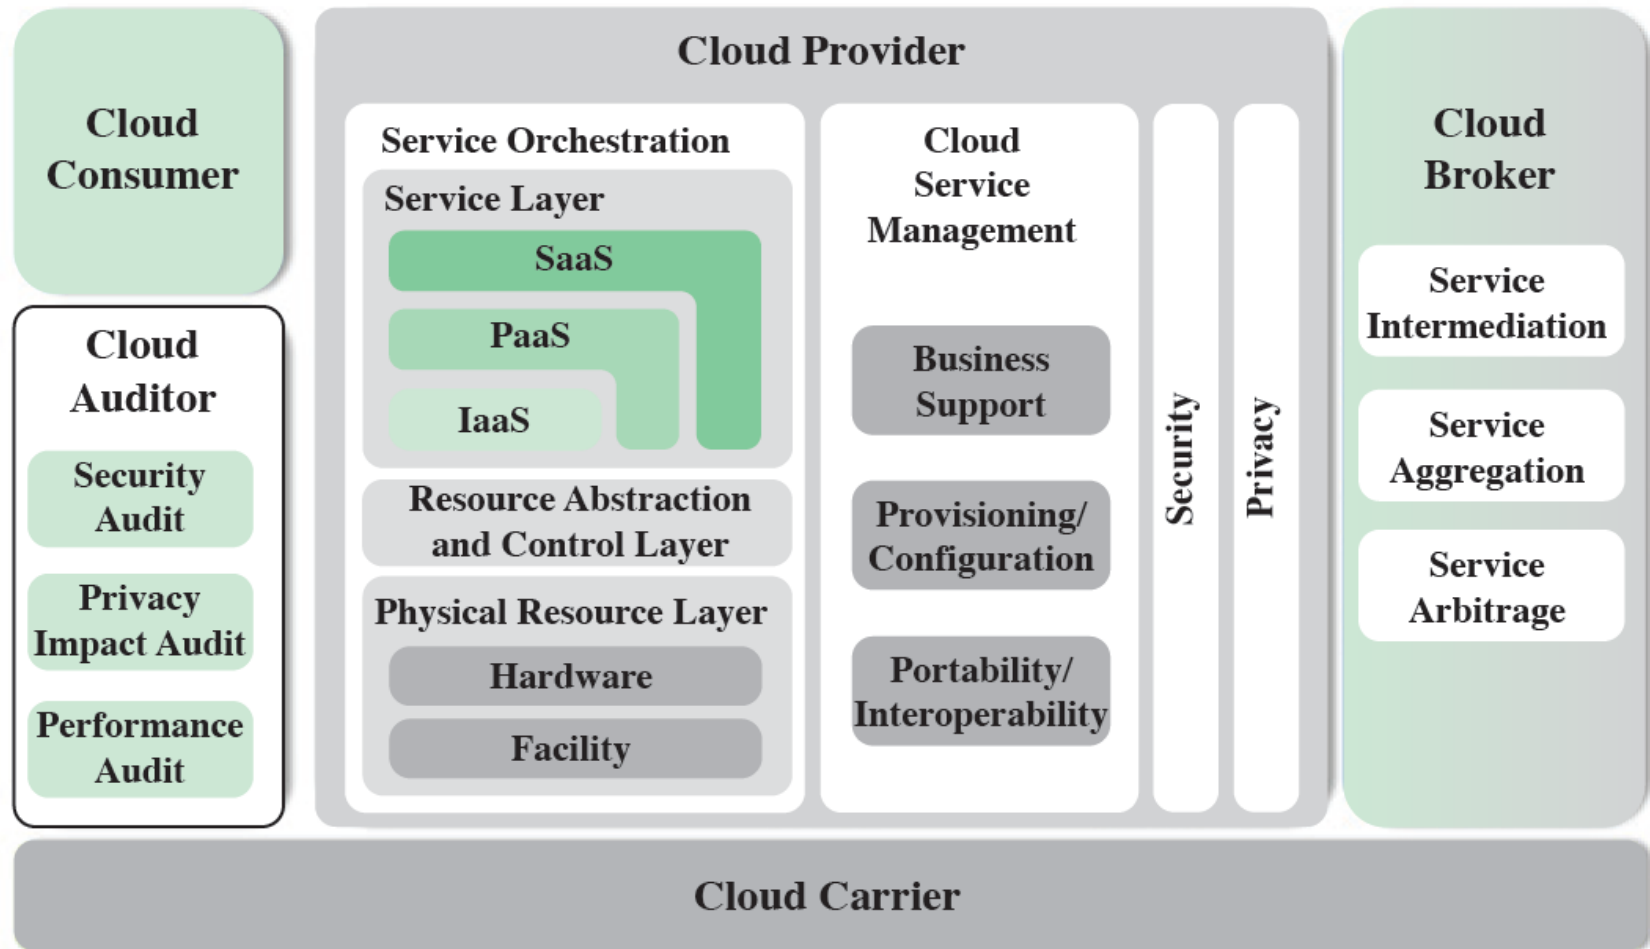 Cloud
Consumer
Cloud
Auditor
Security
Audit
Privacy
Impact Audit
Performance
Audit
Cloud Provider
Service Orchestration
Service Layer
SaaS
PaaS
IaaS
Resource Abstraction
and Control Layer
Physical Resource Layer
Hardware
Facility
Cloud
Service
Management
Business
Support
Provisioning/
Configuration
Portability/
Interoperability
Security
Privacy
Cloud
Broker
Service
Intermediation
Service
Aggregation
Service
Arbitrage
Cloud Carrier